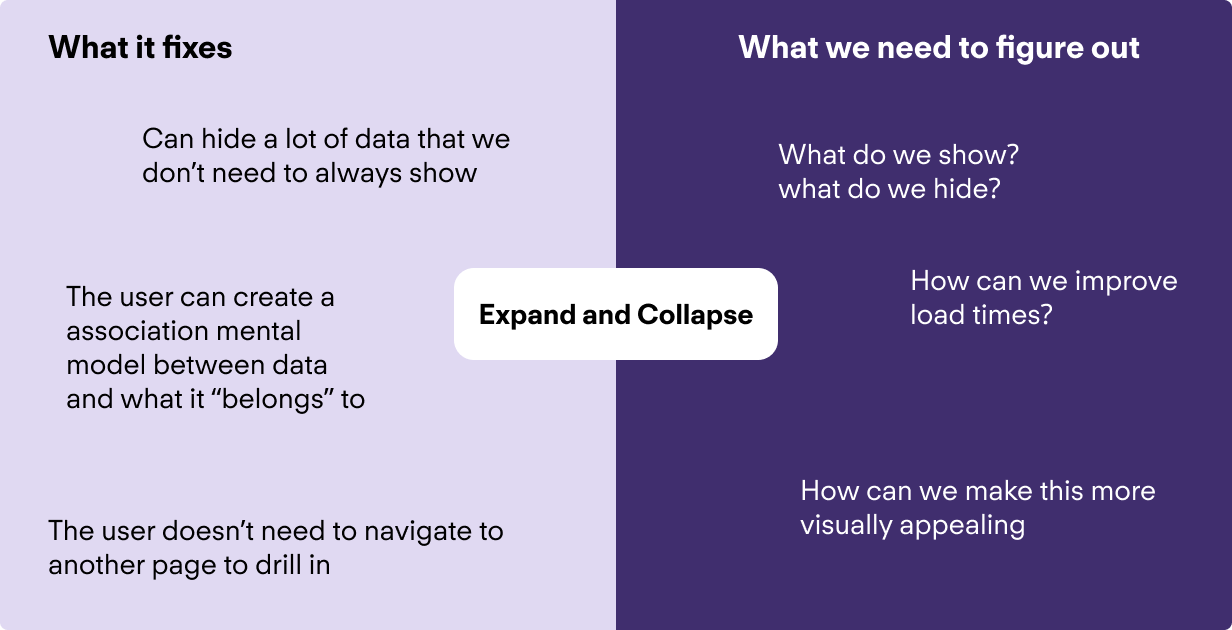 What it fixes
Can hide a lot of data that we
don’t need to always show
The user can create a
association mental
model between data
and what it “belongs” to
The user doesn’t need to navigate to
another page to drill in
Expand and Collapse
What we need to figure out
What do we show?
what do we hide?
How can we improve
load times?
How can we make this more
visually appealing